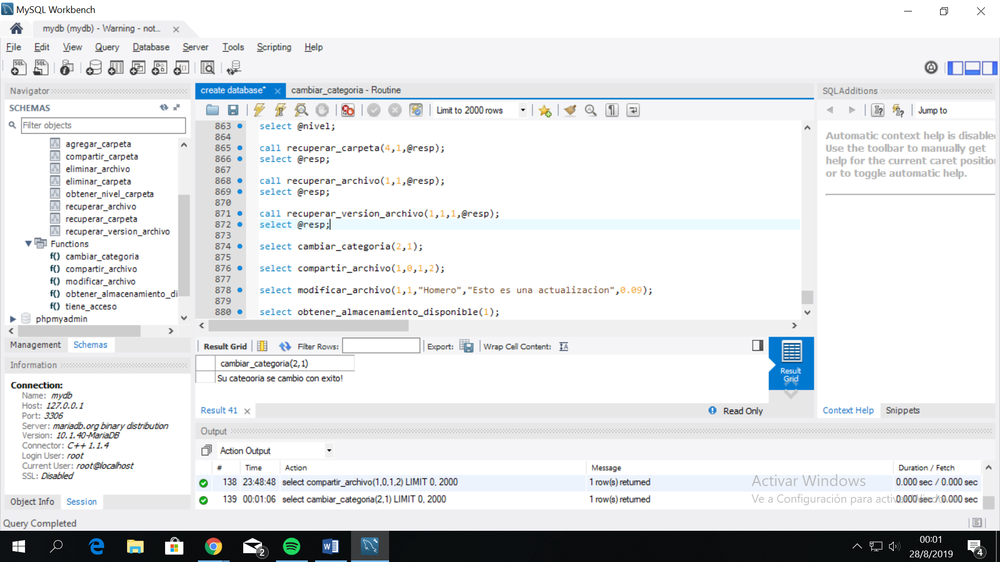 MySQL Workbench
mydb (mydb) - Warning - not...
File Edit View Query Database Server Tools Scripting Help
Navigator
SCHEMAS
Filter objects
agregar_carpeta
compartir_carpeta
eliminar_archivo
eliminar_carpeta
obtener_nivel_carpeta
recuperar_archivo
recuperar_carpeta
recuperar_version_archivo
Functions
f() cambiar_categoria
f() compartir_archivo
f() modificar_archivo
f() obtener_almacenamiento_di
f() tiene_acceso
phpmyadmin
Management Schemas
Information
Connection:
Name: mydb
Host: 127.0.0.1
Port: 3306
Server: mariadb.org binary distribution
Version: 10.1.40-MariaDB
Connector: C++ 1.1.4
Login User: root
Current User: root@localhost
SSL: Disabled
Object Info Session
Query Completed
create database* cambiar_categoria - Routine
Limit to 2000 rows
863 select @nivel;
864
865 call recuperar_carpeta(4,1,@resp);
866 select @resp;
867
868 call recuperar_archivo(1,1,@resp);
869 select @resp;
870
871 call recuperar_version_archivo(1,1,1,@resp);
872 select @resp;
873
874 select cambiar_categoria(2,1);
875
876 select compartir_archivo(1,0,1,2);
877
878 select modificar_archivo(1,1,"Homero","Esto es una actualizacion",0.09);
879
880 select obtener_almacenamiento_disponible(1);
Result Grid Filter Rows: Export: Wrap Cell Content:
cambiar_categoria(2,1)
Su categoria se cambio con exito!
Result Grid
Result 41
Read Only
SQLAdditions
Jump to
Automatic context help is disable
Use the toolbar to manually get
help for the current caret position
or to toggle automatic help.
Context Help Snippets
Output
Action Output
# Time Action Message Duration / Fetch
138 23:48:48 select compartir_archivo(1,0,1,2) LIMIT 0, 2000 1 row(s) returned 0.000 sec / 0.000 sec
139 00:01:06 select cambiar_categoria(2,1) LIMIT 0, 2000 1 row(s) returned 0.000 sec / 0.000 sec
Activar Windows
Ve a Configuración para activar Windows.
2
00:01
28/8/2019
4